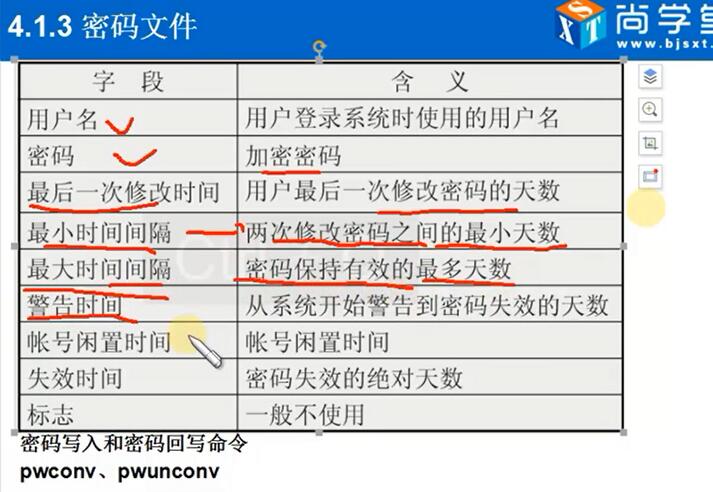 4.1.3 密码文件
尚学堂
www.bjsxt.
字 段 含 义
用户名 用户登录系统时使用的用户名
密码 加密密码
最后一次修改时间 用户最后一次修改密码的天数
最小时间间隔 两次修改密码之间的最小天数
最大时间间隔 密码保持有效的最多天数
警告时间 从系统开始警告到密码失效的天数
帐号闲置时间 帐号闲置时间
失效时间 密码失效的绝对天数
标志 一般不使用
密码写入和密码回写命令
pwconv、pwunconv